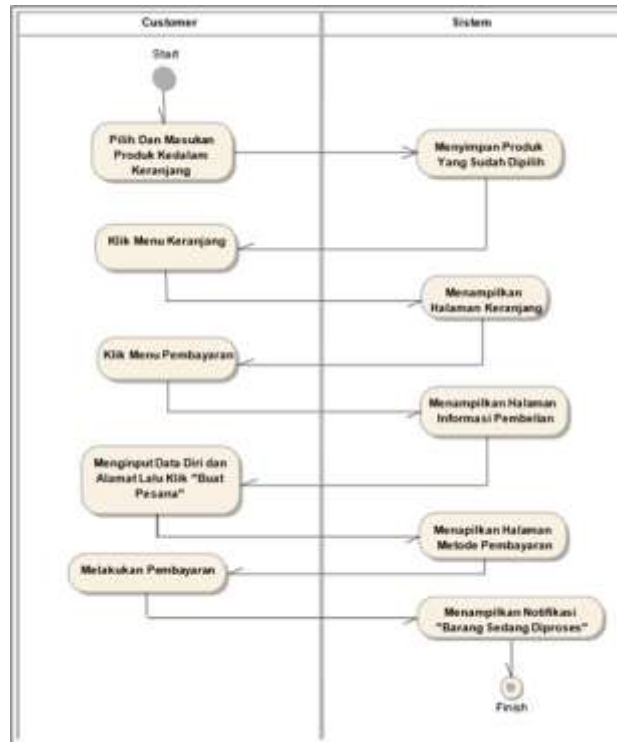 Customer
Sistem
Start
Pilih Dan Masukan
Produk Kedalam
Keranjang
Menyimpan Produk
Yang Sudah Dipilih
Klik Menu Keranjang
Menampilkan
Halaman Keranjang
Klik Menu Pembayaran
Menampilkan Halaman
Informasi Pembelian
Menginput Data Diri dan
Alamat Lalu Klik "Buat
Pesana"
Menapilkan Halaman
Metode Pembayaran
Melakukan Pembayaran
Menampilkan Notifikasi
"Barang Sedang Diproses"
Finish